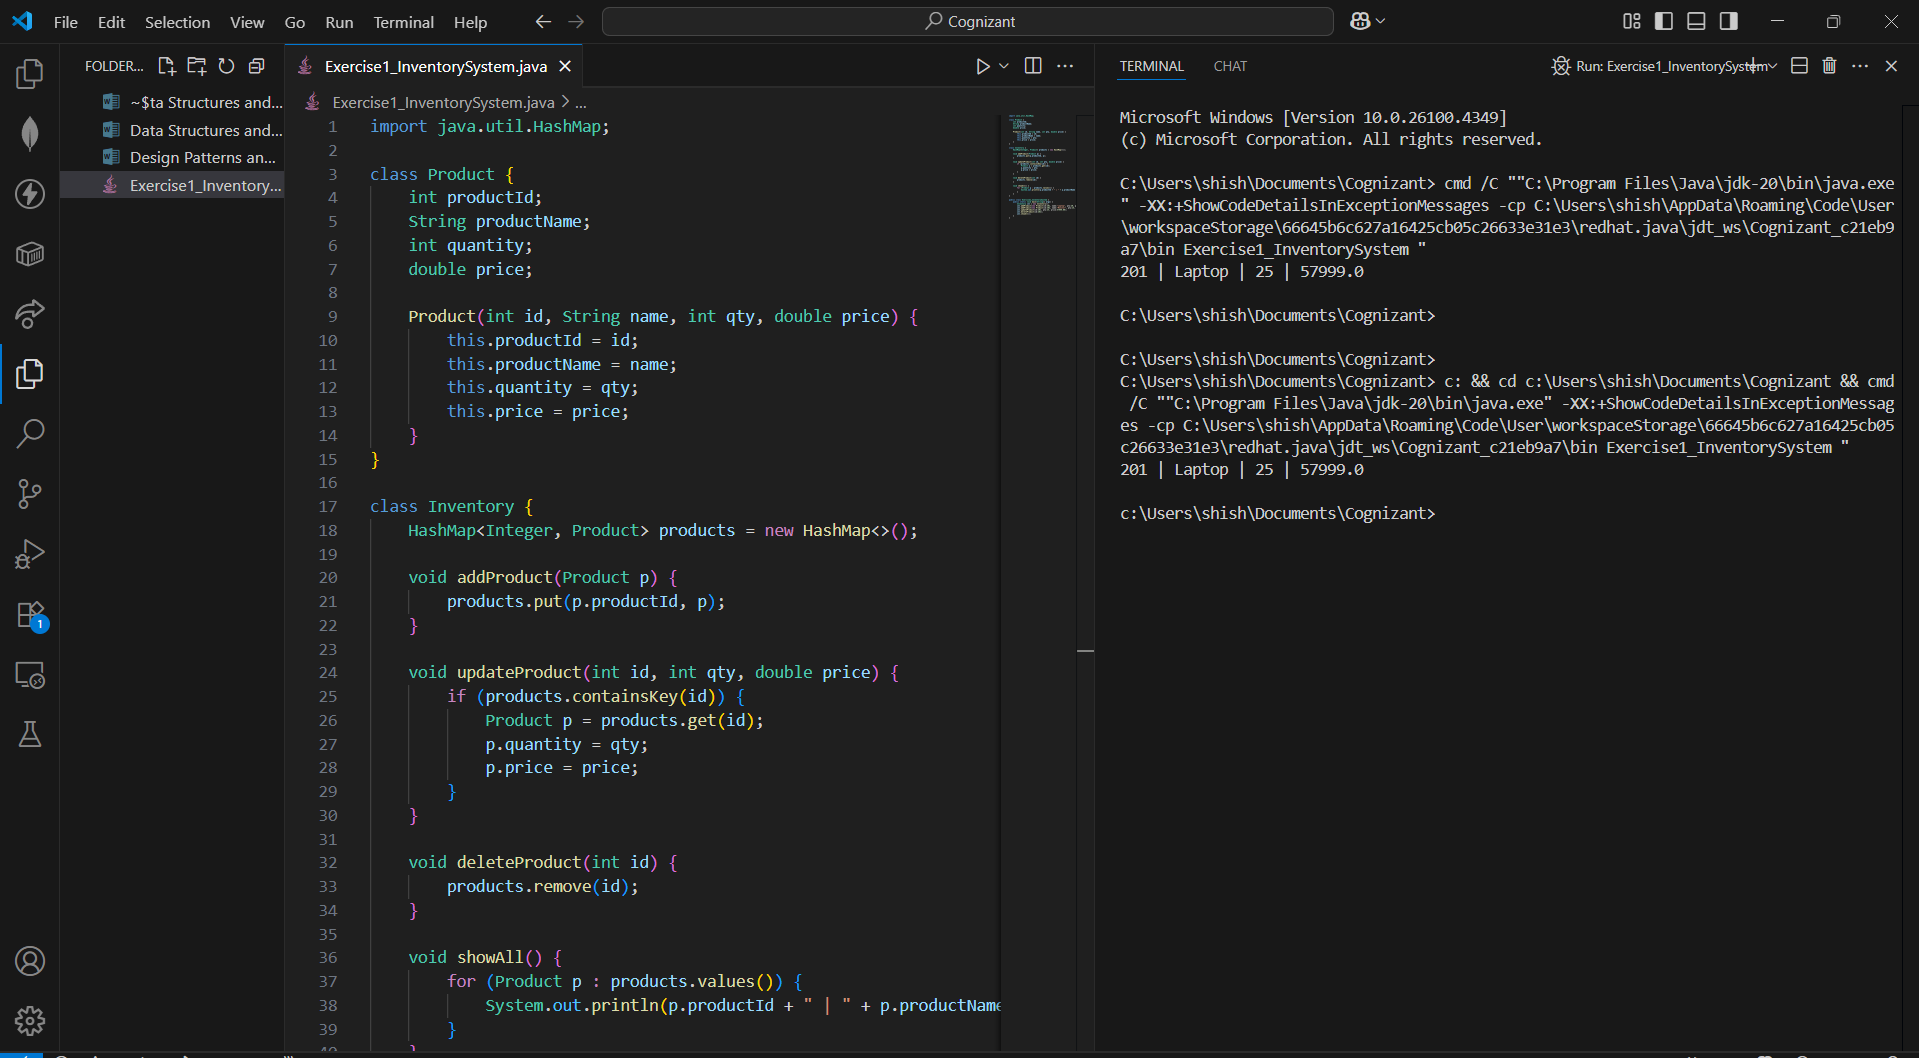 File Edit Selection View Go Run Terminal Help
Cognizant
FOLDER...
~$ta Structures and...
Data Structures and...
Design Patterns an...
Exercise1_Inventory...
1
Exercise1_InventorySystem.java
Exercise1_InventorySystem.java > ...
1 import java.util.HashMap;
2
3 class Product {
4 int productId;
5 String productName;
6 int quantity;
7 double price;
8
9 Product(int id, String name, int qty, double price) {
10 this.productId = id;
11 this.productName = name;
12 this.quantity = qty;
13 this.price = price;
14 }
15 }
16
17 class Inventory {
18 HashMap<Integer, Product> products = new HashMap<>();
19
20 void addProduct(Product p) {
21 products.put(p.productId, p);
22 }
23
24 void updateProduct(int id, int qty, double price) {
25 if (products.containsKey(id)) {
26 Product p = products.get(id);
27 p.quantity = qty;
28 p.price = price;
29 }
30 }
31
32 void deleteProduct(int id) {
33 products.remove(id);
34 }
35
36 void showAll() {
37 for (Product p : products.values()) {
38 System.out.println(p.productId + " | " + p.productName
39 }
TERMINAL CHAT
Run: Exercise1_InventorySystem
Microsoft Windows [Version 10.0.26100.4349]
(c) Microsoft Corporation. All rights reserved.
C:\Users\shish\Documents\Cognizant> cmd /C ""C:\Program Files\Java\jdk-20\bin\java.exe
" -XX:+ShowCodeDetailsInExceptionMessages -cp C:\Users\shish\AppData\Roaming\Code\User
\workspaceStorage\66645b6c627a16425cb05c26633e31e3\redhat.java\jdt_ws\Cognizant_c21eb9
a7\bin Exercise1_InventorySystem "
201 | Laptop | 25 | 57999.0
C:\Users\shish\Documents\Cognizant>
C:\Users\shish\Documents\Cognizant>
C:\Users\shish\Documents\Cognizant> c: && cd c:\Users\shish\Documents\Cognizant && cmd
/C ""C:\Program Files\Java\jdk-20\bin\java.exe" -XX:+ShowCodeDetailsInExceptionMessag
es -cp C:\Users\shish\AppData\Roaming\Code\User\workspaceStorage\66645b6c627a16425cb05
c26633e31e3\redhat.java\jdt_ws\Cognizant_c21eb9a7\bin Exercise1_InventorySystem "
201 | Laptop | 25 | 57999.0
c:\Users\shish\Documents\Cognizant>